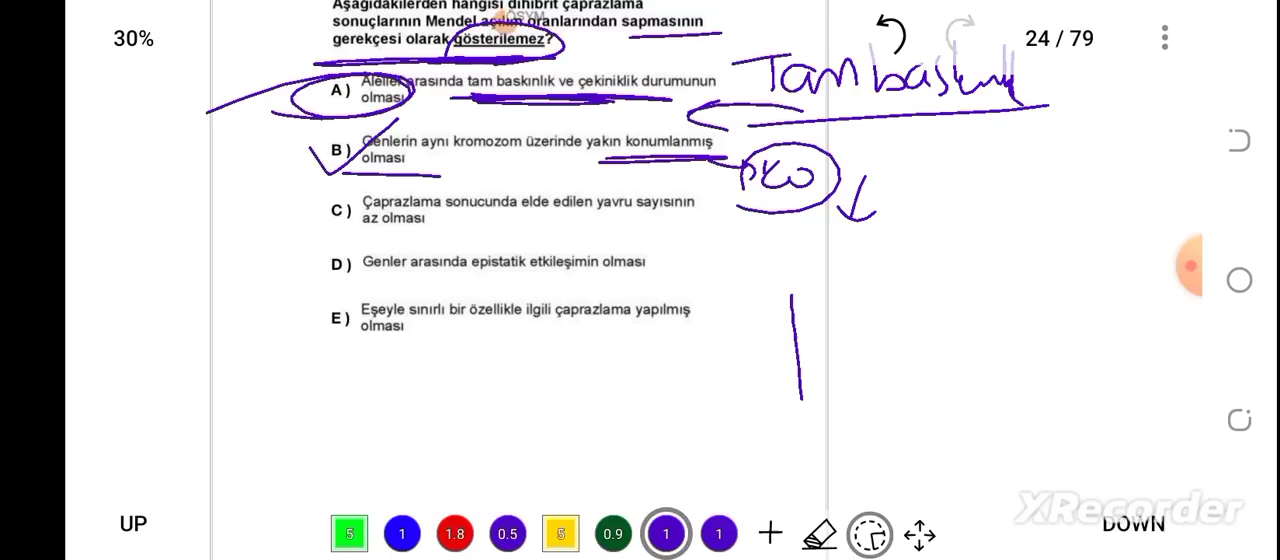 Aşağıdakilerden hangisi dihibrit çaprazlama
ÖSYM
sonuçlarının Mendel açılım oranlarından sapmasının
30%
24 / 79
gerekçesi olarak gösterilemez?
A) Aleller arasında tam baskınlık ve çekiniklik durumunun
olması
Tam baskınlık
B) Genlerin aynı kromozom üzerinde yakın konumlanmış
olması
C) Çaprazlama sonucunda elde edilen yavru sayısının
az olması
D) Genler arasında epistatik etkileşimin olması
E) Eşeyle sınırlı bir özellikle ilgili çaprazlama yapılmış
olması
XRecorder
UP
5 1 1.8 0.5 5 0.9 1 1
DOWN